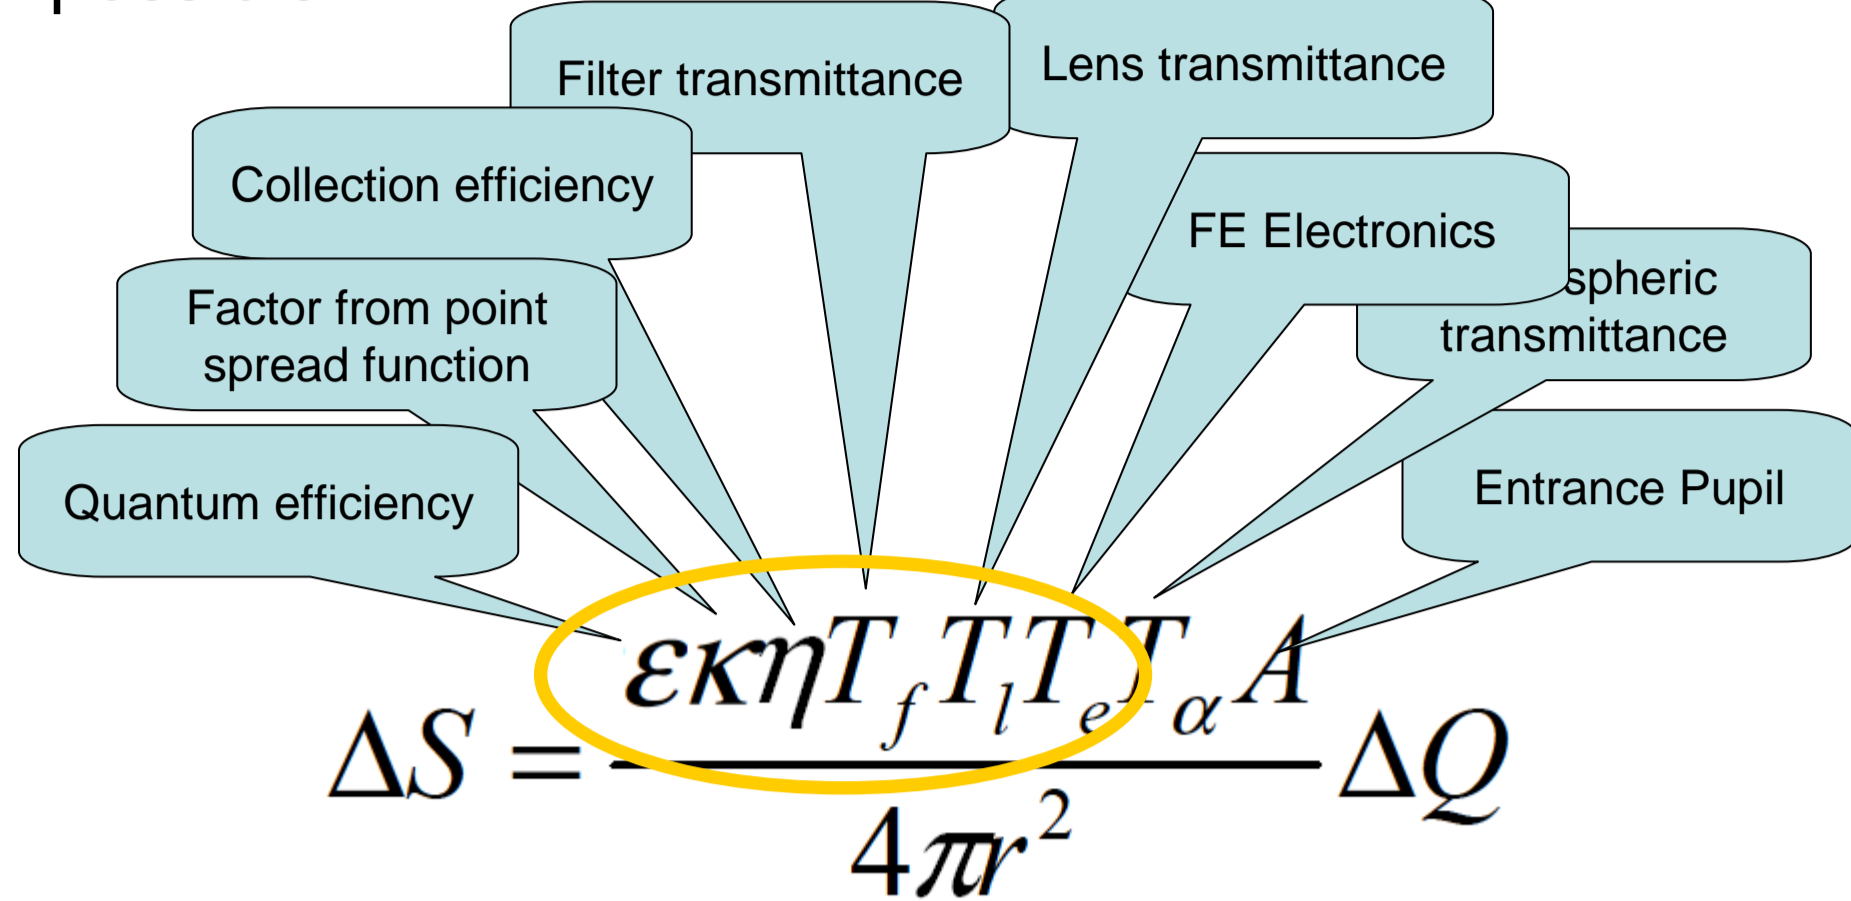 Filter transmittance
Lens transmittance
Collection efficiency
FE Electronics
Factor from point
spread function
spheric
transmittance
Quantum efficiency
Entrance Pupil
ΔS = εκηT_f T_l T_e T_α A / 4πr² ΔQ